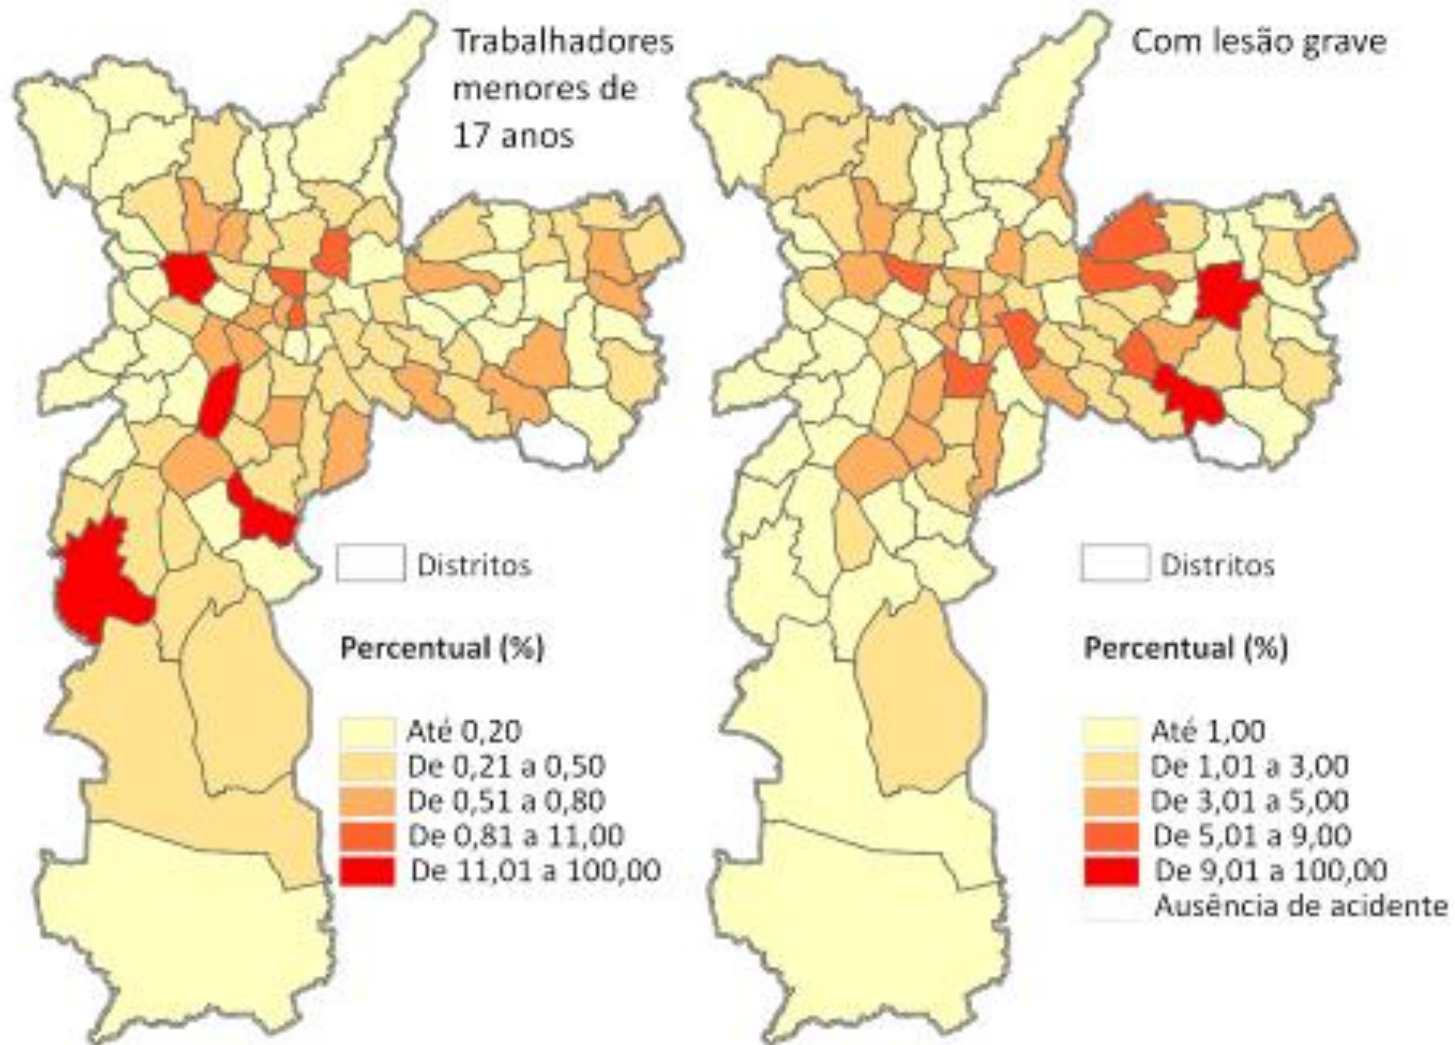 Trabalhadores
menores de
17 anos
Distritos
Percentual (%)
Até 0,20
De 0,21 a 0,50
De 0,51 a 0,80
De 0,81 a 11,00
De 11,01 a 100,00
Com lesão grave
Distritos
Percentual (%)
Até 1,00
De 1,01 a 3,00
De 3,01 a 5,00
De 5,01 a 9,00
De 9,01 a 100,00
Ausência de acidente